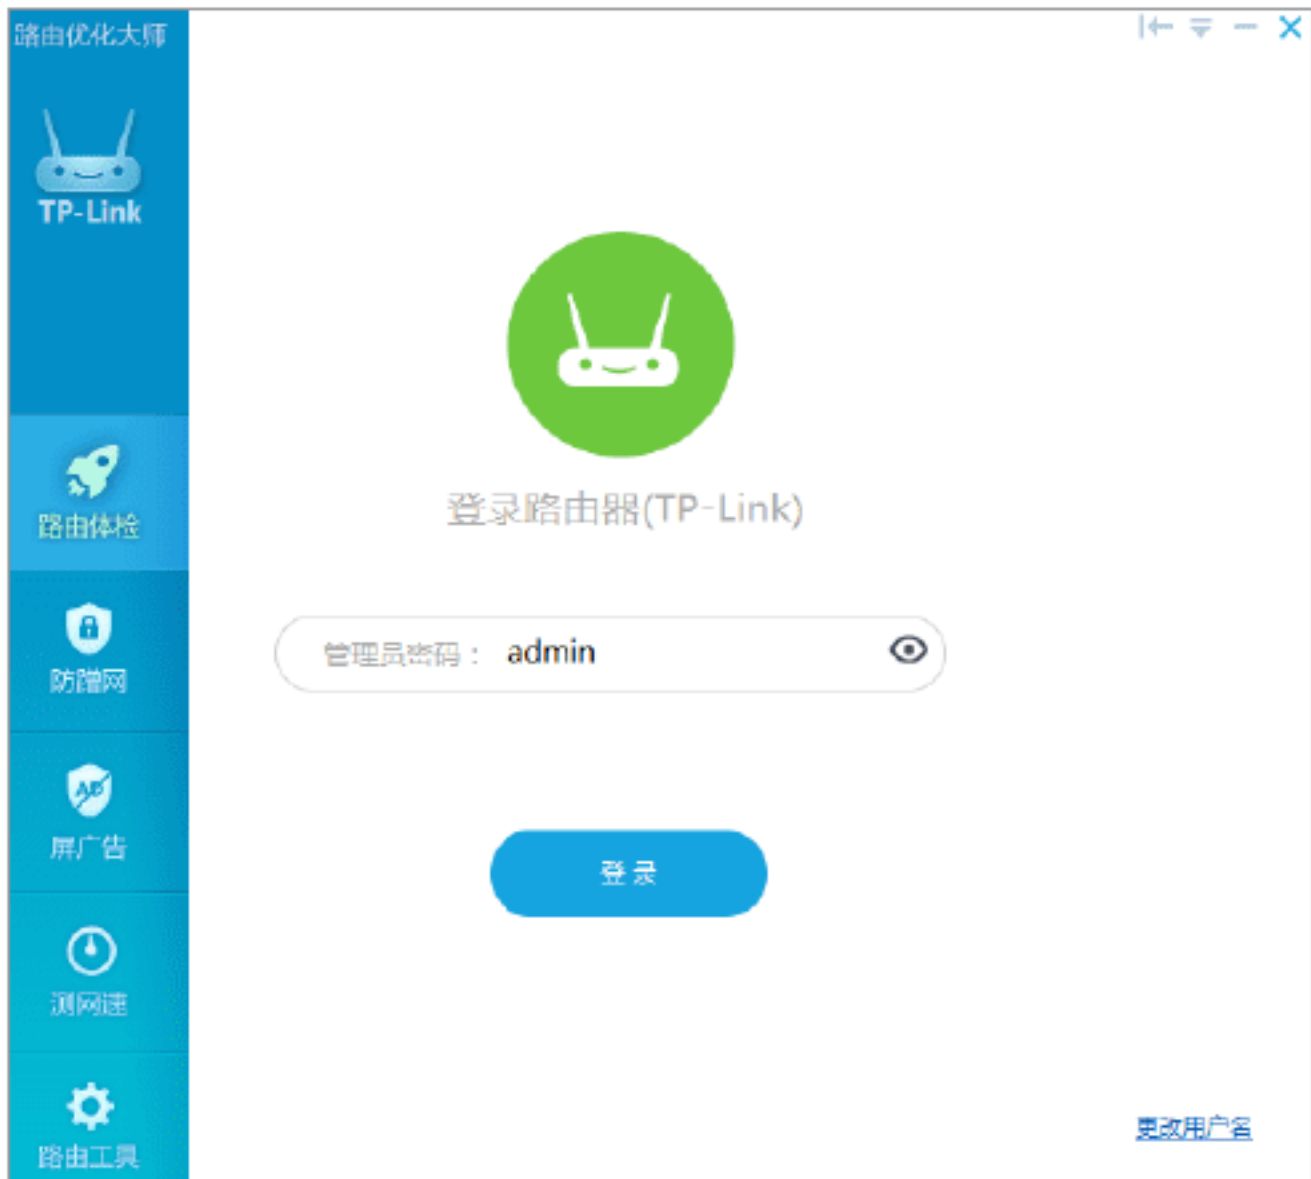 路由优化大师
TP-Link
路由体检
防蹭网
屏广告
测网速
路由工具
登录路由器(TP-Link)
管理员密码： admin
登录
更改用户名